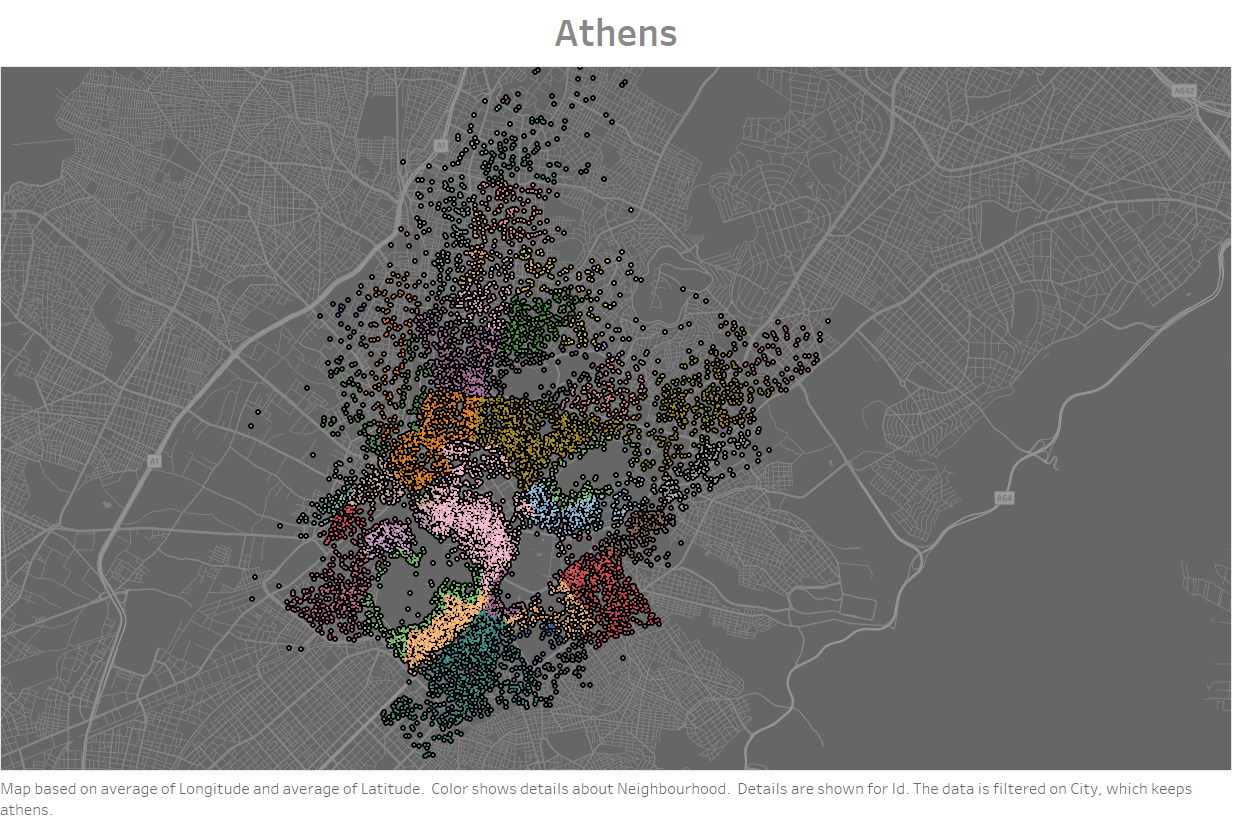 Athens
A642
A1
A1
A64
Map based on average of Longitude and average of Latitude.  Color shows details about Neighbourhood.  Details are shown for Id. The data is filtered on City, which keeps
athens.